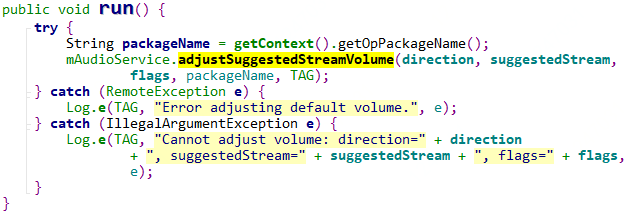 public void run() {
try {
String packageName = getContext().getOpPackageName();
mAudioService.adjustSuggestedStreamVolume(direction, suggestedStream,
flags, packageName, TAG);
} catch (RemoteException e) {
Log.e(TAG, "Error adjusting default volume.", e);
} catch (IllegalArgumentException e) {
Log.e(TAG, "Cannot adjust volume: direction=" + direction
+ ", suggestedStream=" + suggestedStream + ", flags=" + flags,
e);
}
}